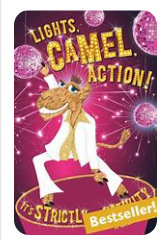 LIGHTS,
CAMEL,
ACTION!
IT'S STRICTLY
Bestseller!